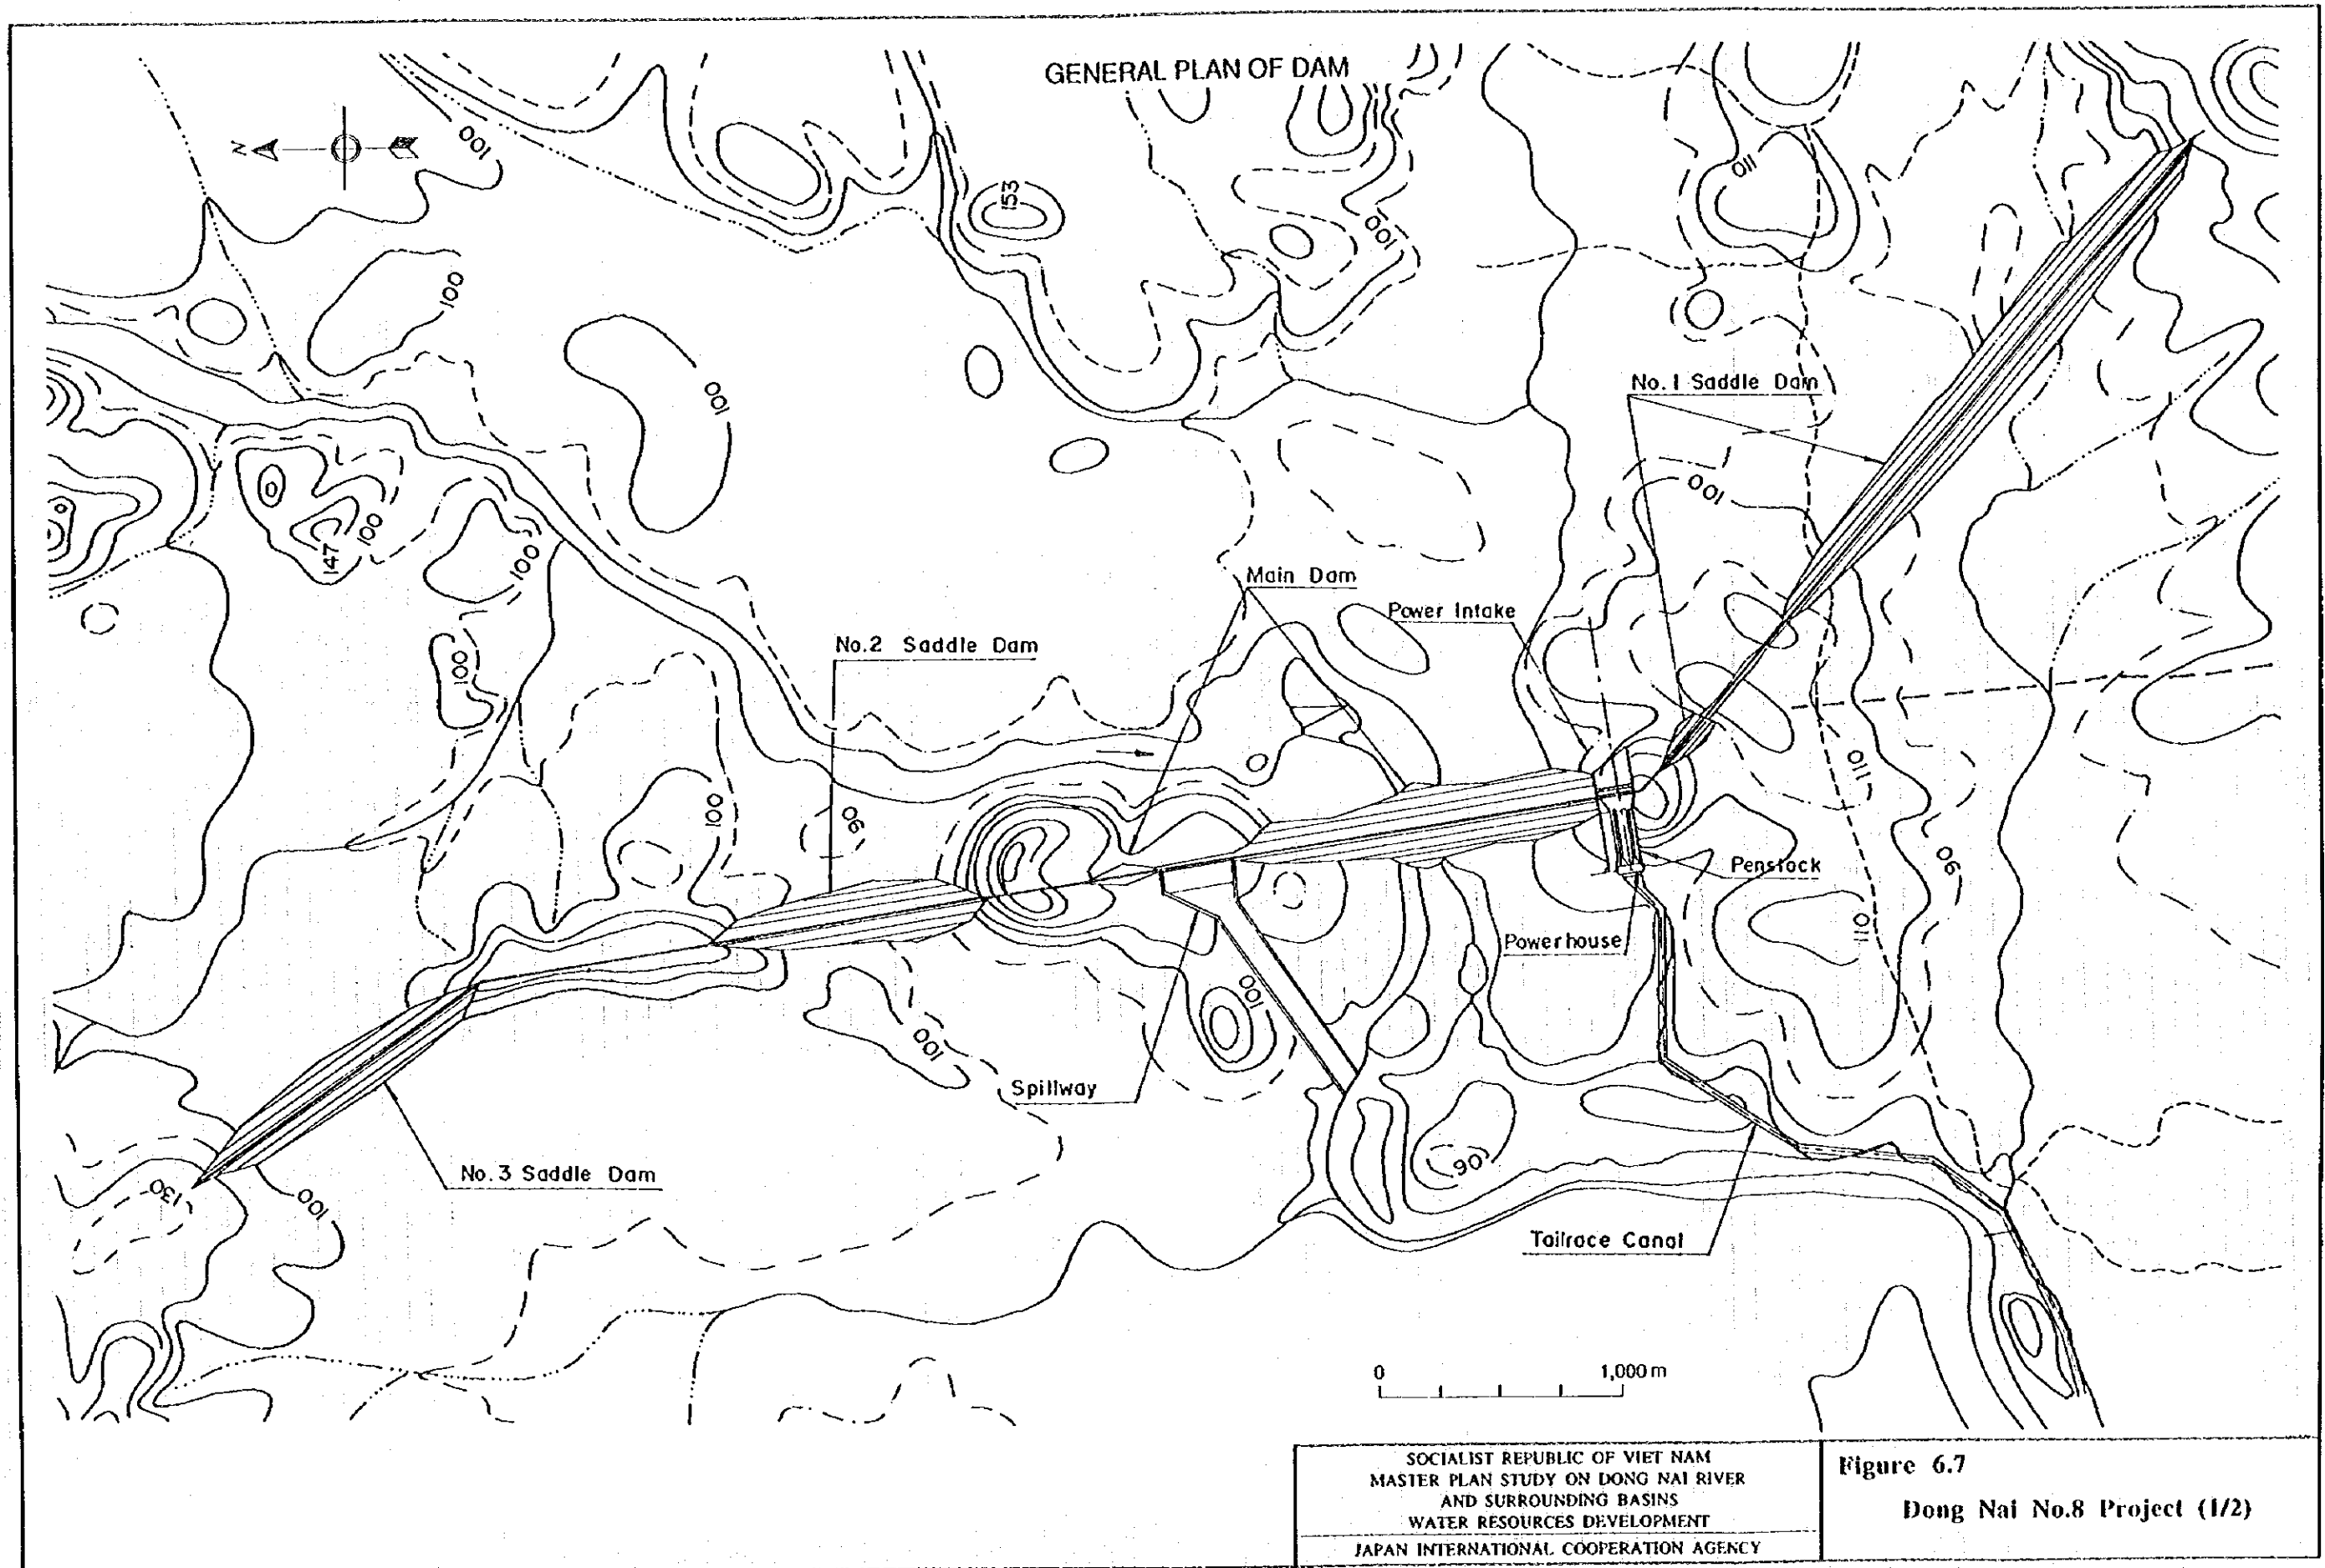 GENERAL PLAN OF DAM
N
100
153
100
110
100
100
No.1 Saddle Dam
100
147
100
100
100
Main Dam
Power Intake
No.2 Saddle Dam
100
110
100
90
90
Penstock
110
Powerhouse
100
100
Spillway
No.3 Saddle Dam
90
130
100
Tailrace Canal
0
1,000 m
SOCIALIST REPUBLIC OF VIET NAM
MASTER PLAN STUDY ON DONG NAI RIVER
AND SURROUNDING BASINS
WATER RESOURCES DEVELOPMENT
JAPAN INTERNATIONAL COOPERATION AGENCY
Figure 6.7
Dong Nai No.8 Project (1/2)